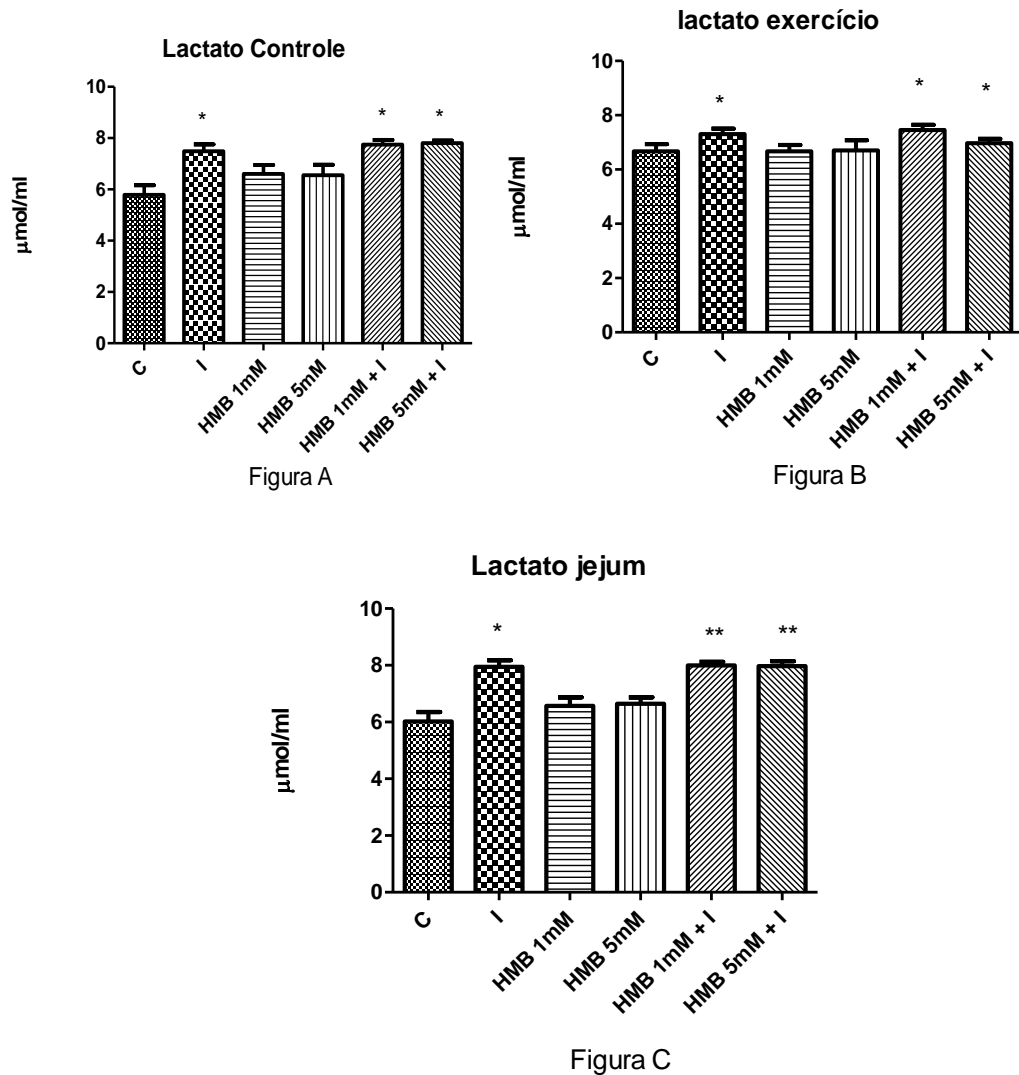 Lactato Controle
10
8
6
4
2
0
µmol/ml
* * *
C
I
HMB 1mM
HMB 5mM
HMB 1mM + I
HMB 5mM + I
Figura A
lactato exercício
10
8
6
4
2
0
µmol/ml
* * *
C
I
HMB 1mM
HMB 5mM
HMB 1mM + I
HMB 5mM + I
Figura B
Lactato jejum
10
8
6
4
2
0
µmol/ml
* ** **
C
I
HMB 1mM
HMB 5mM
HMB 1mM + I
HMB 5mM + I
Figura C